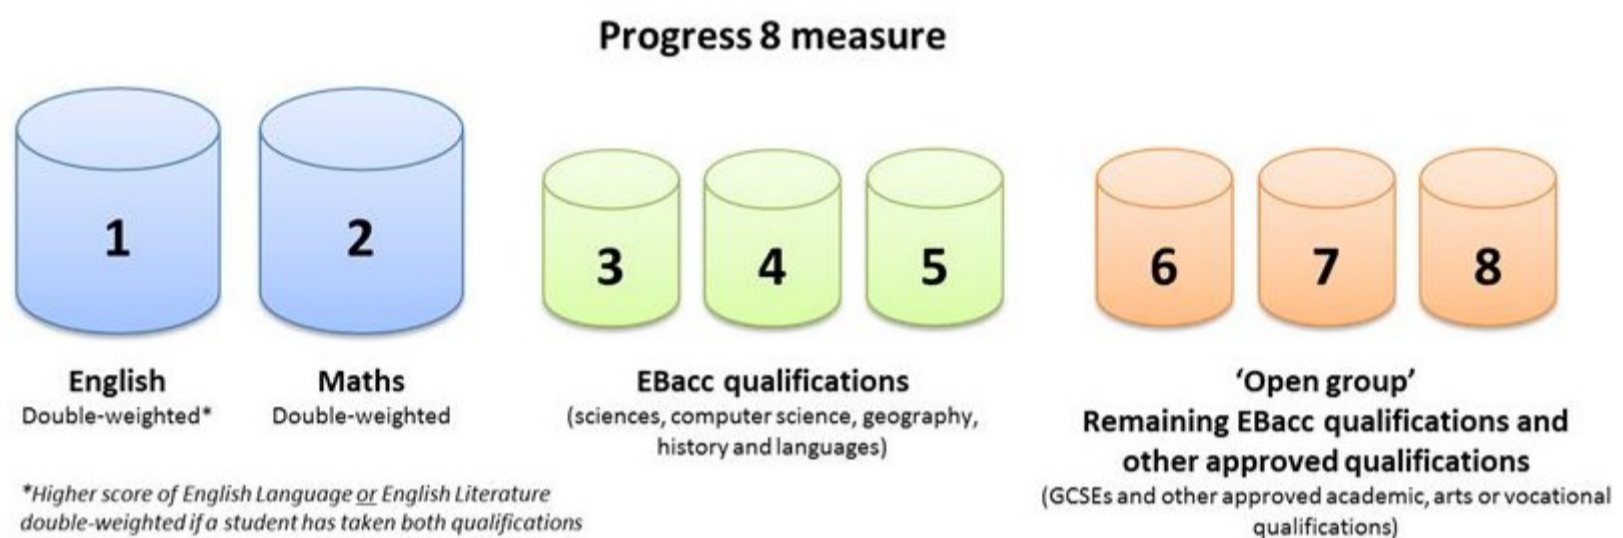 Progress 8 measure
1
2
3
4
5
6
7
8
English
Double-weighted*
Maths
Double-weighted
EBacc qualifications
(sciences, computer science, geography,
history and languages)
‘Open group’
Remaining EBacc qualifications and
other approved qualifications
(GCSEs and other approved academic, arts or vocational
qualifications)
*Higher score of English Language or English Literature
double-weighted if a student has taken both qualifications